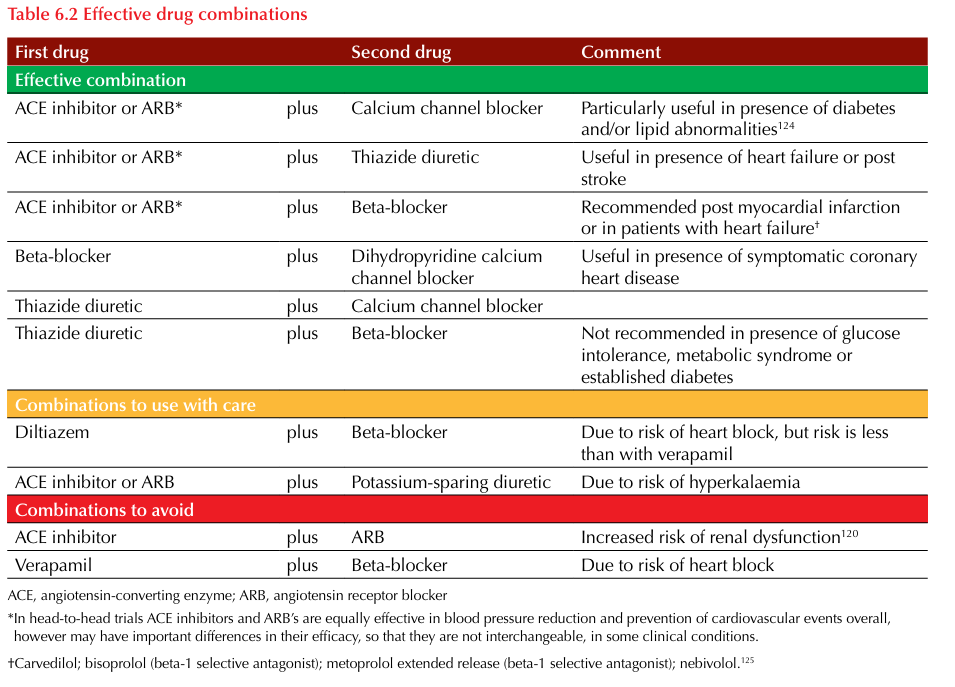 Table 6.2 Effective drug combinations
First drug Second drug Comment
Effective combination
ACE inhibitor or ARB* plus Calcium channel blocker Particularly useful in presence of diabetes
and/or lipid abnormalities124
ACE inhibitor or ARB* plus Thiazide diuretic Useful in presence of heart failure or post
stroke
ACE inhibitor or ARB* plus Beta-blocker Recommended post myocardial infarction
or in patients with heart failure†
Beta-blocker plus Dihydropyridine calcium Useful in presence of symptomatic coronary
channel blocker heart disease
Thiazide diuretic plus Calcium channel blocker
Thiazide diuretic plus Beta-blocker Not recommended in presence of glucose
intolerance, metabolic syndrome or
established diabetes
Combinations to use with care
Diltiazem plus Beta-blocker Due to risk of heart block, but risk is less
than with verapamil
ACE inhibitor or ARB plus Potassium-sparing diuretic Due to risk of hyperkalaemia
Combinations to avoid
ACE inhibitor plus ARB Increased risk of renal dysfunction120
Verapamil plus Beta-blocker Due to risk of heart block
ACE, angiotensin-converting enzyme; ARB, angiotensin receptor blocker
*In head-to-head trials ACE inhibitors and ARB's are equally effective in blood pressure reduction and prevention of cardiovascular events overall,
however may have important differences in their efficacy, so that they are not interchangeable, in some clinical conditions.
†Carvedilol; bisoprolol (beta-1 selective antagonist); metoprolol extended release (beta-1 selective antagonist); nebivolol.125